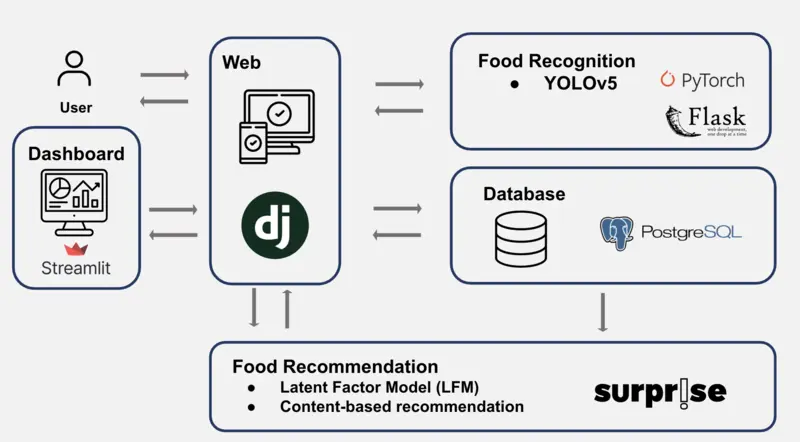 User
Dashboard
Streamlit
Web
dj
Food Recognition
● YOLOv5
PyTorch
Flask
web development,
one drop at a time
Database
PostgreSQL
Food Recommendation
● Latent Factor Model (LFM)
● Content-based recommendation
surpr!se